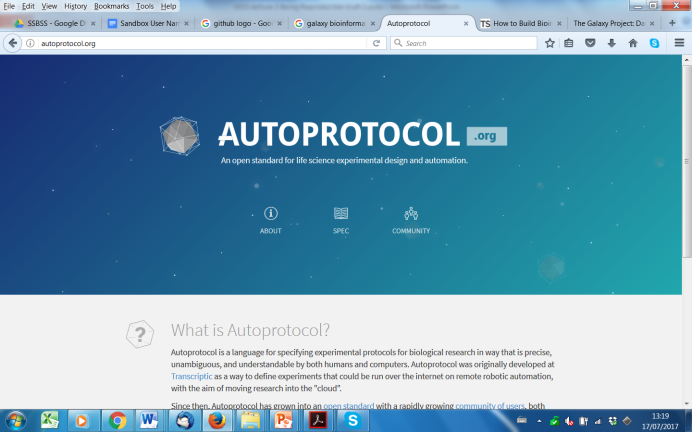 File Edit View History Bookmarks Tools Help
SSBSS - Google D Sandbox User Nan github logo - Goo galaxy bioinforma Autoprotocol How to Build Bioi The Galaxy Project: Da
autoprotocol.org Search
AUTOPROTOCOL .org
An open standard for life science experimental design and automation.
ABOUT SPEC COMMUNITY
What is Autoprotocol?
Autoprotocol is a language for specifying experimental protocols for biological research in way that is precise,
unambiguous, and understandable by both humans and computers. Autoprotocol was originally developed at
Transcriptic as a way to define experiments that could be run over the internet on remote robotic automation,
with the aim of moving research into the "cloud".
Since then, Autoprotocol has grown into an open standard with a rapidly growing community of users, both
13:19
17/07/2017